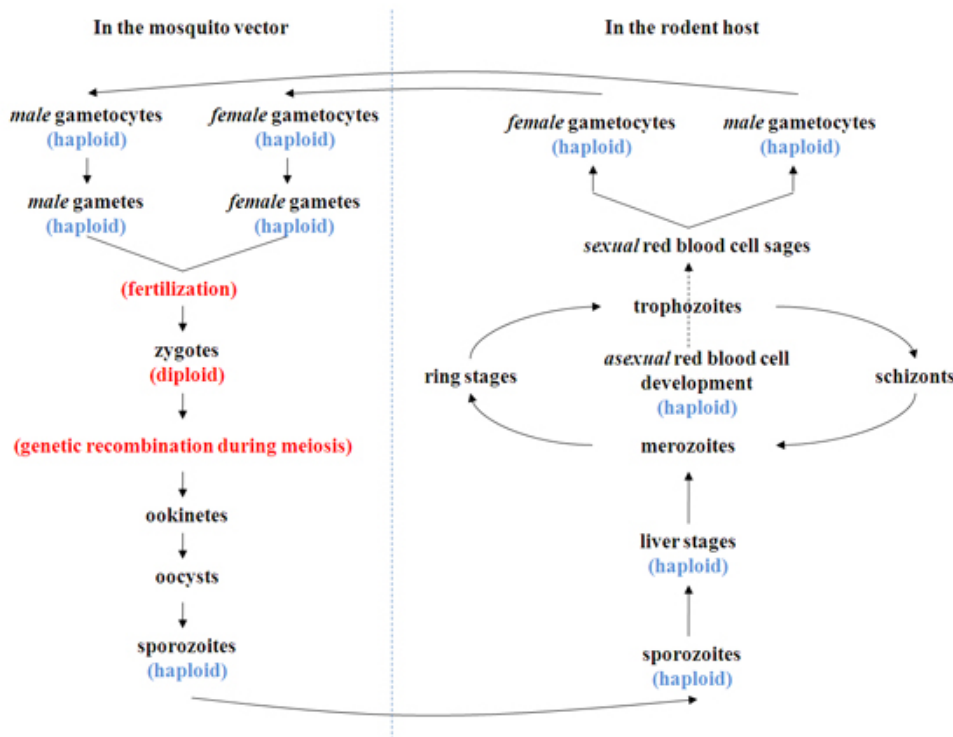 In the mosquito vector
male gametocytes
(haploid)
female gametocytes
(haploid)
male gametes
(haploid)
female gametes
(haploid)
(fertilization)
zygotes
(diploid)
(genetic recombination during meiosis)
ookinetes
oocysts
sporozoites
(haploid)
In the rodent host
female gametocytes
(haploid)
male gametocytes
(haploid)
sexual red blood cell sages
trophozoites
ring stages
asexual red blood cell
development
(haploid)
schizonts
merozoites
liver stages
(haploid)
sporozoites
(haploid)